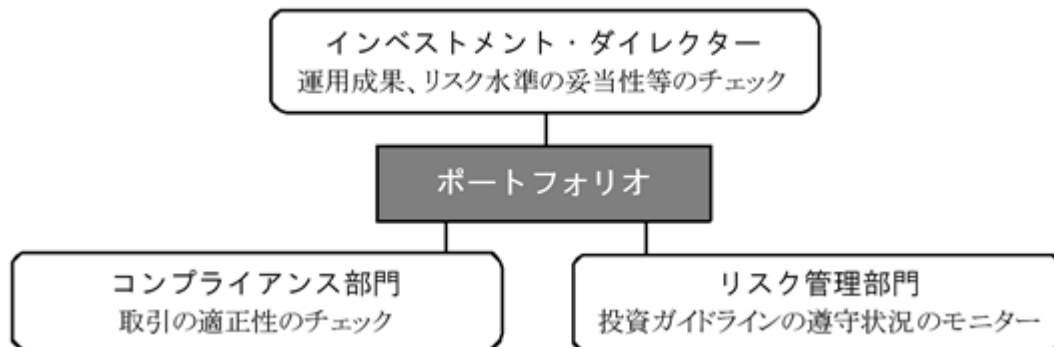 インベストメント・ダイレクター
運用成果、リスク水準の妥当性等のチェック
ポートフォリオ
コンプライアンス部門
取引の適正性のチェック
リスク管理部門
投資ガイドラインの遵守状況のモニター